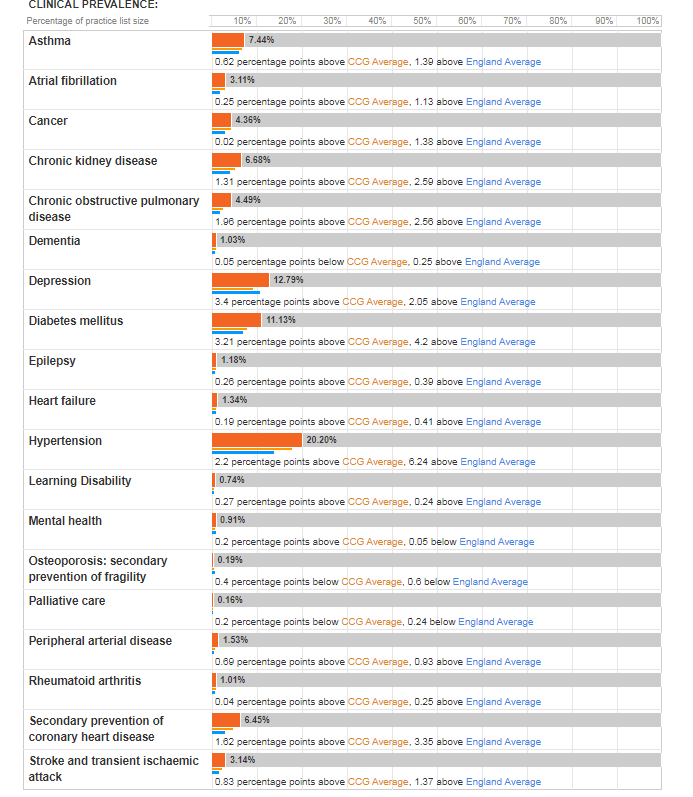 CLINICAL PREVALENCE:
Percentage of practice list size 10% 20% 30% 40% 50% 60% 70% 80% 90% 100%
Asthma 7.44%
0.62 percentage points above CCG Average, 1.39 above England Average
Atrial fibrillation 3.11%
0.25 percentage points above CCG Average, 1.13 above England Average
Cancer 4.36%
0.02 percentage points above CCG Average, 1.38 above England Average
Chronic kidney disease 6.68%
1.31 percentage points above CCG Average, 2.59 above England Average
Chronic obstructive pulmonary 4.49%
disease 1.96 percentage points above CCG Average, 2.56 above England Average
Dementia 1.03%
0.05 percentage points below CCG Average, 0.25 above England Average
Depression 12.79%
3.4 percentage points above CCG Average, 2.05 above England Average
Diabetes mellitus 11.13%
3.21 percentage points above CCG Average, 4.2 above England Average
Epilepsy 1.18%
0.26 percentage points above CCG Average, 0.39 above England Average
Heart failure 1.34%
0.19 percentage points above CCG Average, 0.41 above England Average
Hypertension 20.20%
2.2 percentage points above CCG Average, 6.24 above England Average
Learning Disability 0.74%
0.27 percentage points above CCG Average, 0.24 above England Average
Mental health 0.91%
0.2 percentage points above CCG Average, 0.05 below England Average
Osteoporosis: secondary 0.19%
prevention of fragility 0.4 percentage points below CCG Average, 0.6 below England Average
Palliative care 0.16%
0.2 percentage points below CCG Average, 0.24 below England Average
Peripheral arterial disease 1.53%
0.69 percentage points above CCG Average, 0.93 above England Average
Rheumatoid arthritis 1.01%
0.04 percentage points above CCG Average, 0.25 above England Average
Secondary prevention of 6.45%
coronary heart disease 1.62 percentage points above CCG Average, 3.35 above England Average
Stroke and transient ischaemic 3.14%
attack 0.83 percentage points above CCG Average, 1.37 above England Average